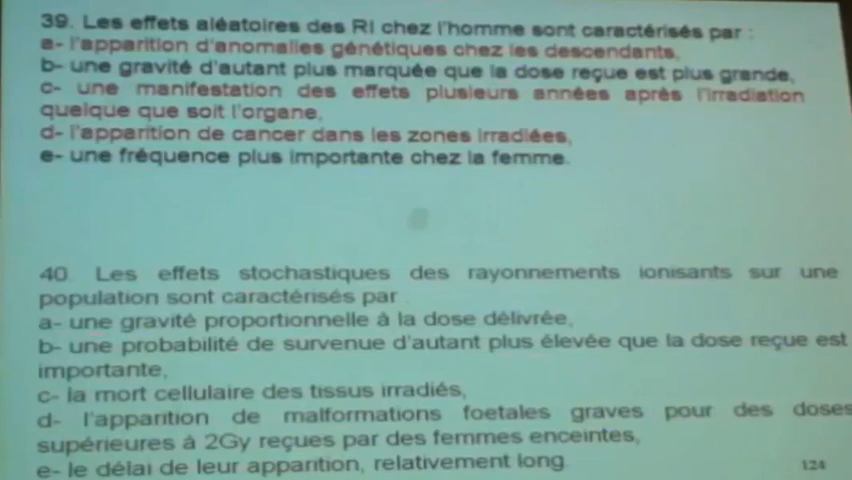 39. Les effets aléatoires des RI chez l'homme sont caractérisés par :
a- l'apparition d'anomalies génétiques chez les descendants,
b- une gravité d'autant plus marquée que la dose reçue est plus grande,
c- une manifestation des effets plusieurs années après l'irradiation
quelque que soit l'organe,
d- l'apparition de cancer dans les zones irradiées,
e- une fréquence plus importante chez la femme.
40. Les effets stochastiques des rayonnements ionisants sur une
population sont caractérisés par
a- une gravité proportionnelle à la dose délivrée,
b- une probabilité de survenue d'autant plus élevée que la dose reçue est
importante,
c- la mort cellulaire des tissus irradiés,
d- l'apparition de malformations foetales graves pour des doses
supérieures à 2Gy reçues par des femmes enceintes,
e- le délai de leur apparition, relativement long.
124